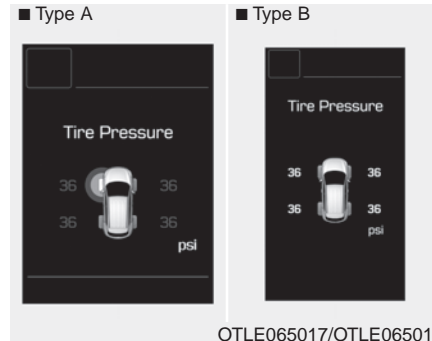 ■ Type A
■ Type B
Tire Pressure
36 36
36 36
psi
Tire Pressure
36 36
36 36
psi
OTLE065017/OTLE06501